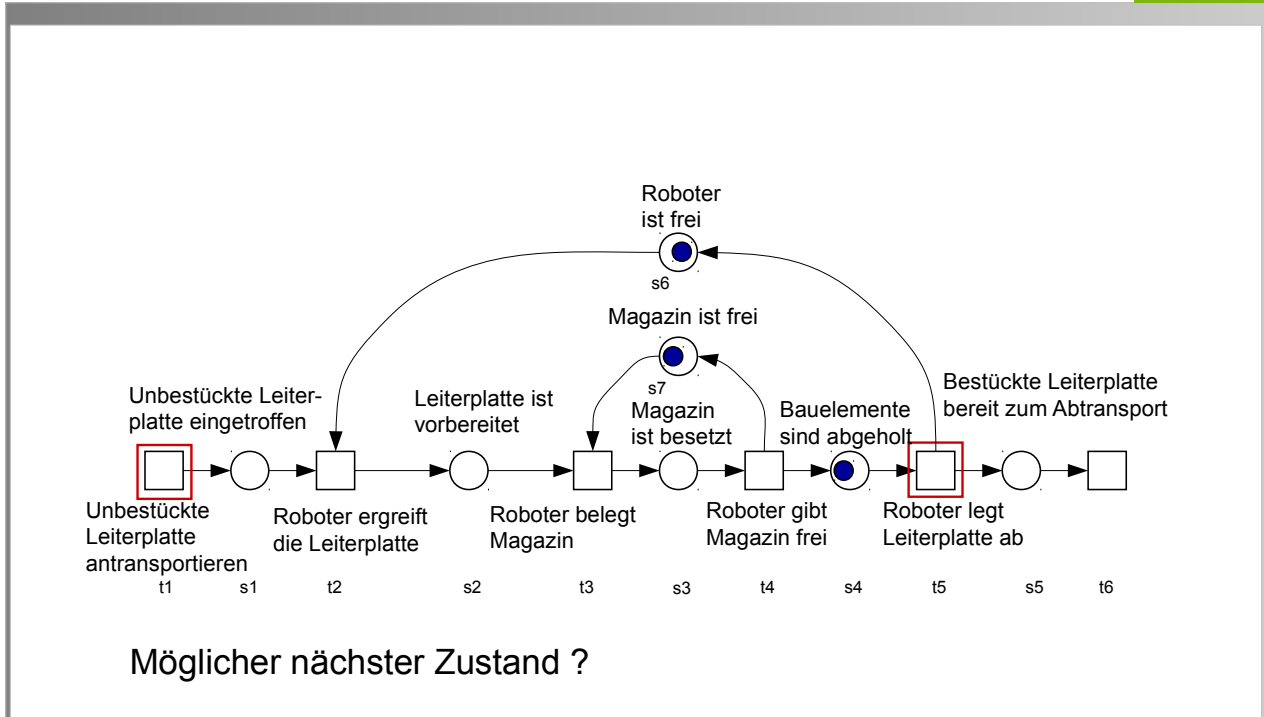 Roboter
ist frei
s6
Magazin ist frei
s7
Unbestückte Leiter-
platte eingetroffen
Leiterplatte ist
vorbereitet
Magazin
ist besetzt
Bauelemente
sind abgeholt
Bestückte Leiterplatte
bereit zum Abtransport
Unbestückte
Leiterplatte
antransportieren
Roboter ergreift
die Leiterplatte
Roboter belegt
Magazin
Roboter gibt
Magazin frei
Roboter legt
Leiterplatte ab
t1 s1 t2 s2 t3 s3 t4 s4 t5 s5 t6
Möglicher nächster Zustand ?